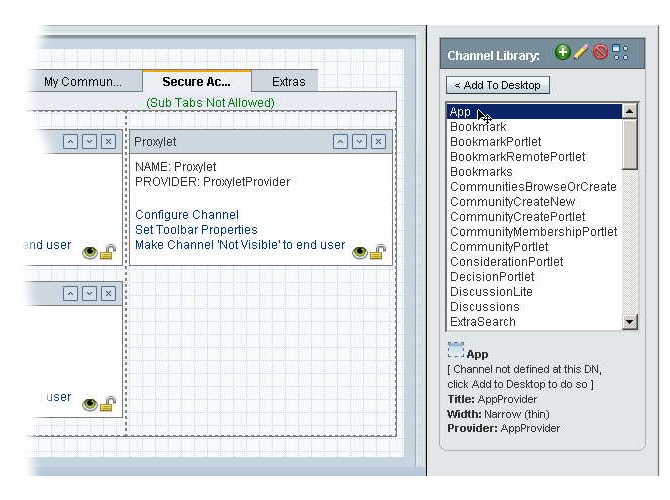 My Commun...
Secure Ac...
Extras
(Sub Tabs Not Allowed)
Proxylet
NAME: Proxylet
PROVIDER: ProxyletProvider
Configure Channel
Set Toolbar Properties
Make Channel 'Not Visible' to end user
end user
user
Channel Library:
< Add To Desktop
App
Bookmark
BookmarkPortlet
BookmarkRemotePortlet
Bookmarks
CommunitiesBrowseOrCreate
CommunityCreateNew
CommunityCreatePortlet
CommunityMembershipPortlet
CommunityPortlet
ConsiderationPortlet
DecisionPortlet
DiscussionLite
Discussions
ExtraSearch
App
[ Channel not defined at this DN,
click Add to Desktop to do so ]
Title: AppProvider
Width: Narrow (thin)
Provider: AppProvider